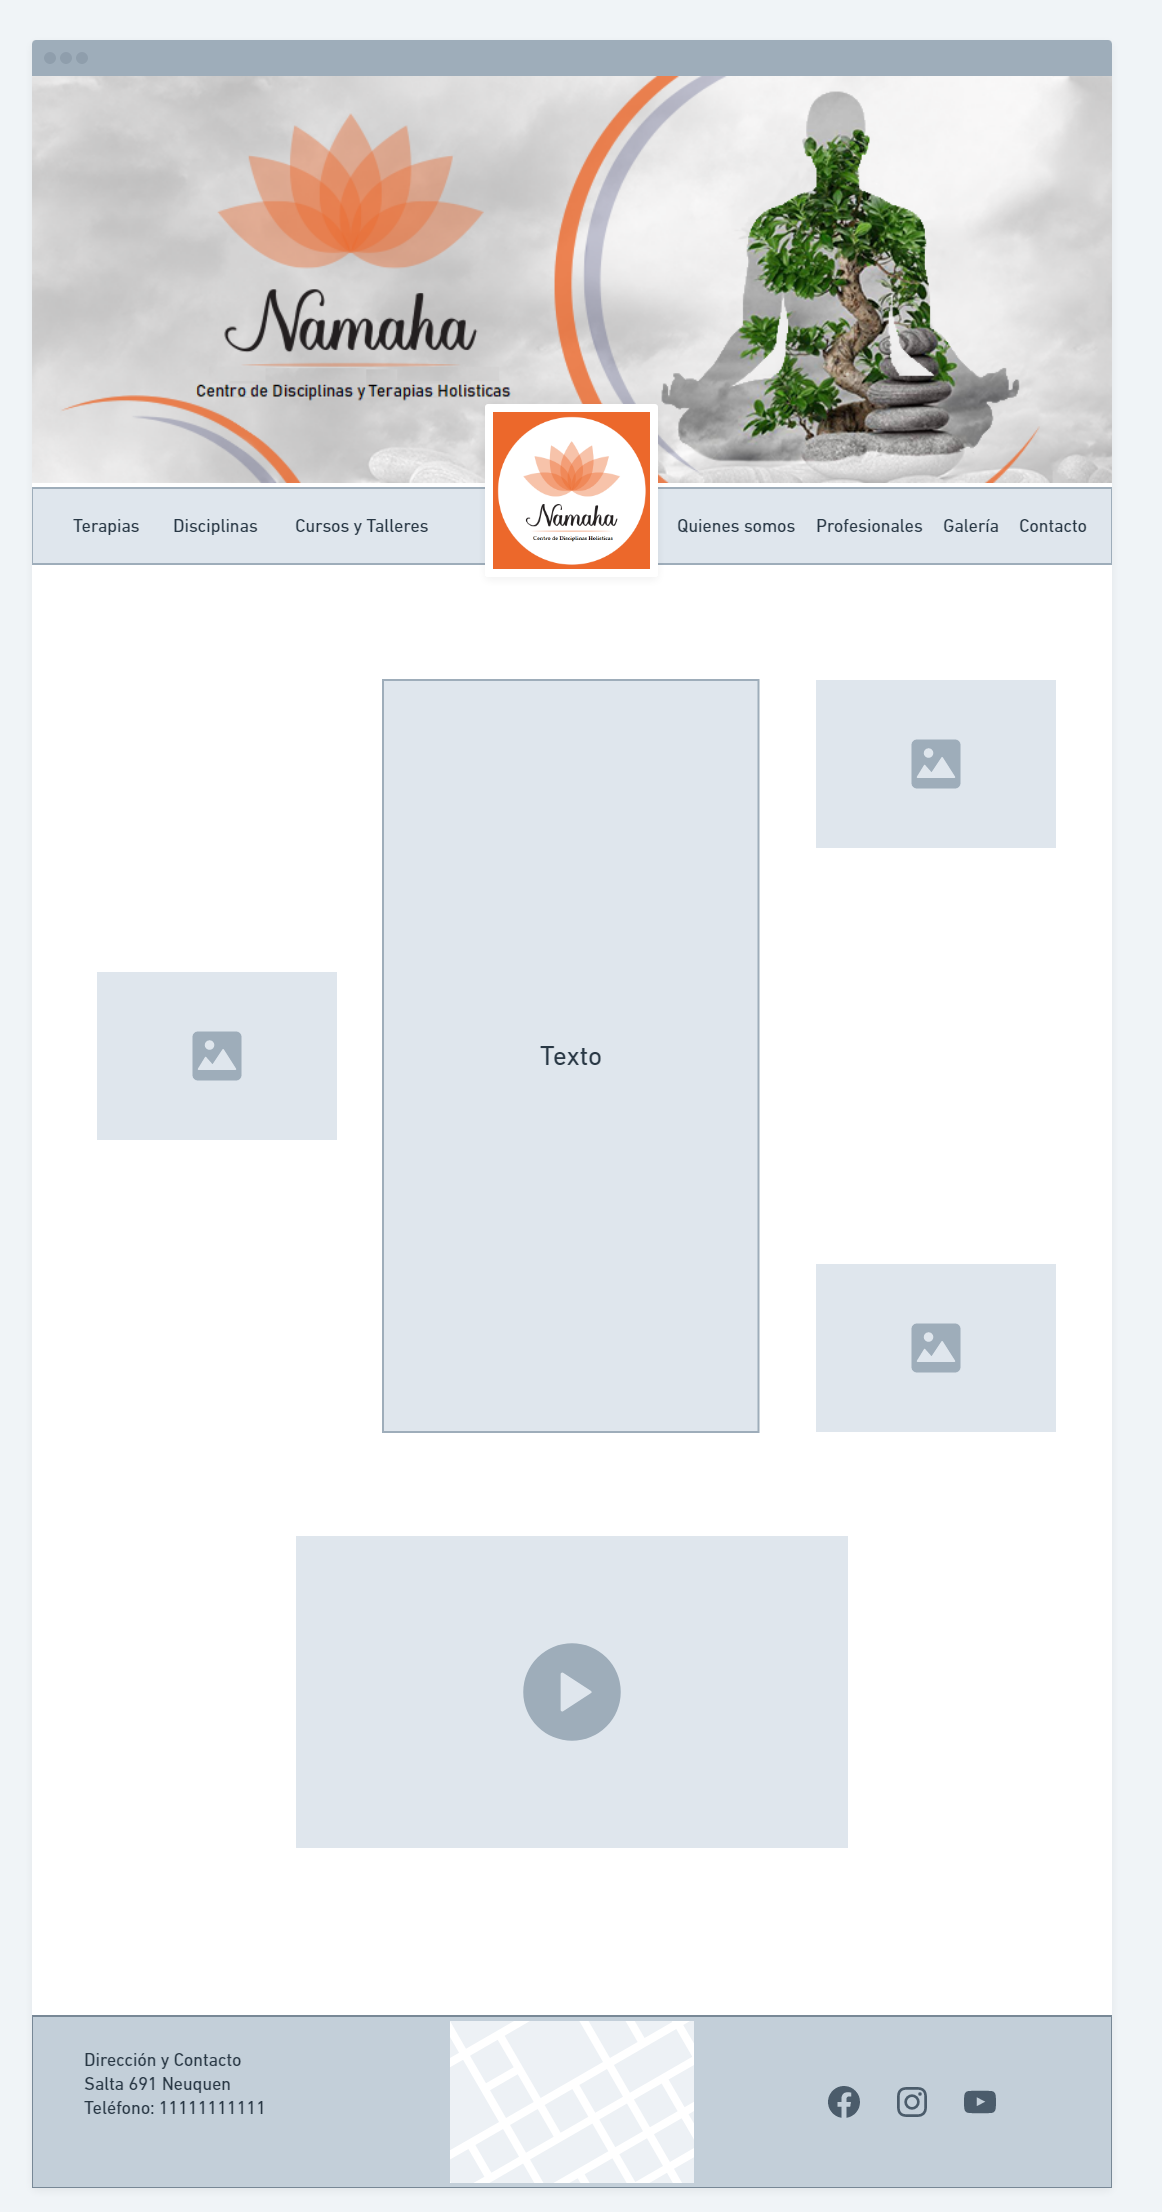 Namaha
Centro de Disciplinas y Terapias Holisticas
Terapias
Disciplinas
Cursos y Talleres
Namaha
Centro de Disciplinas Holísticas
Quienes somos
Profesionales
Galería
Contacto
Texto
Dirección y Contacto
Salta 691 Neuquen
Teléfono: 11111111111